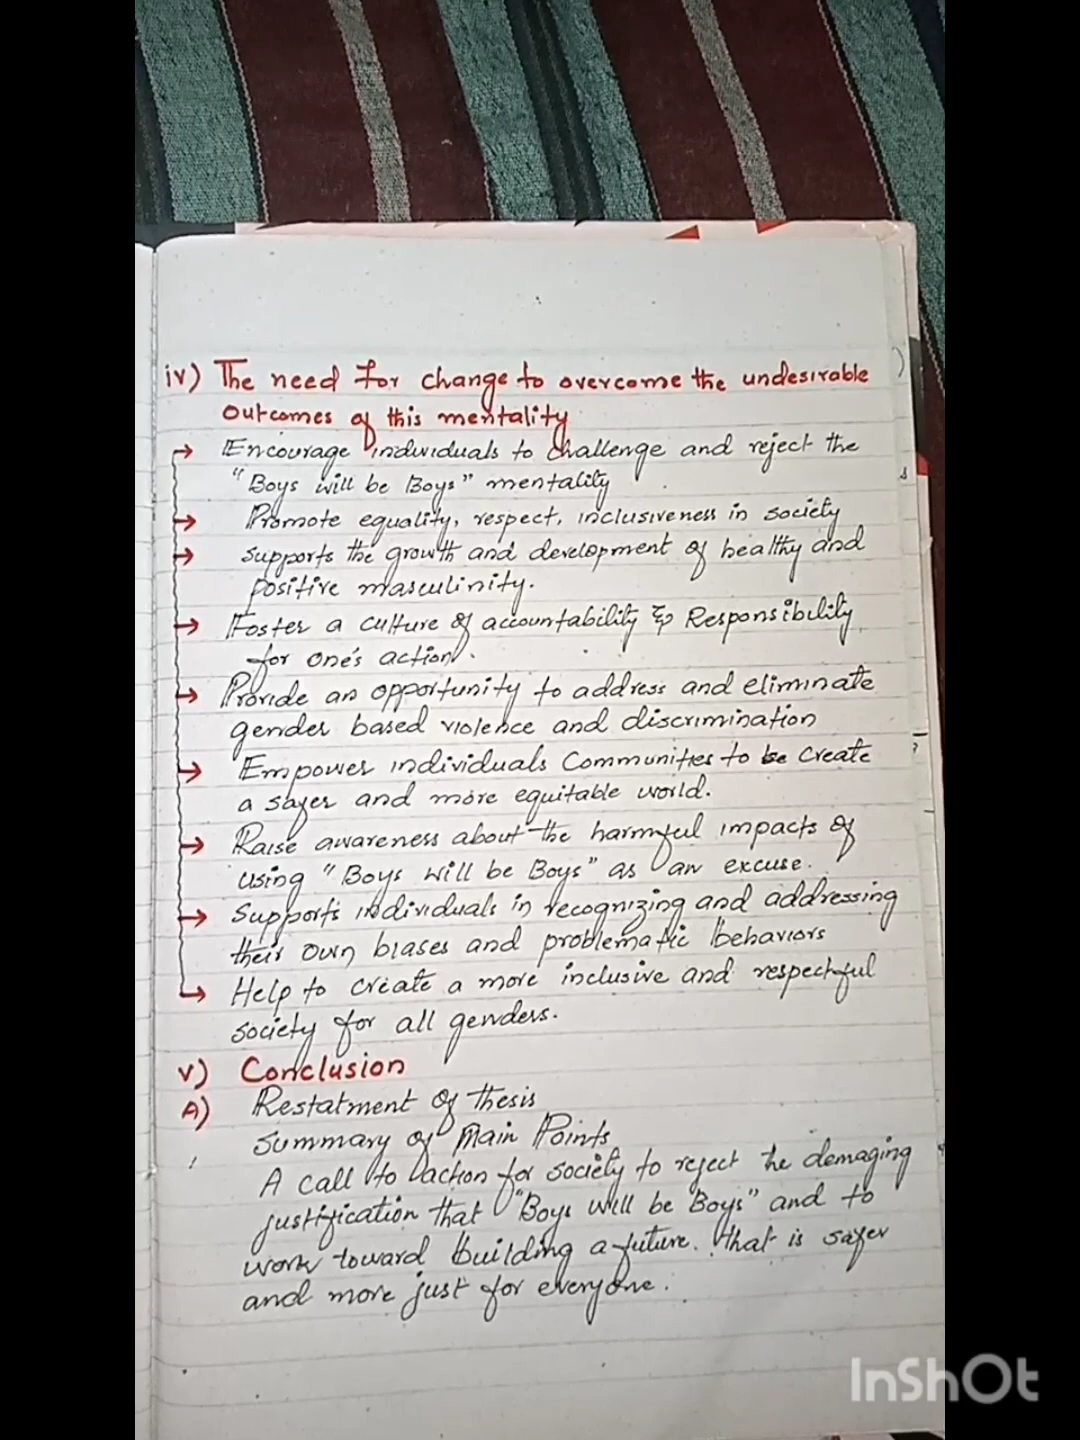 iv) The need for change to overcome the undesirable
outcomes of this mentality
→ Encourage individuals to challenge and reject the
"Boys will be Boys" mentality
→ Promote equality, respect, inclusiveness in society
→ supports the growth and development of healthy and
positive masculinity.
→ Foster a culture of accountability & Responsibility
for one's action.
→ Provide an opportunity to address and eliminate
gender based violence and discrimination
→ Empower individuals Communities to be create
a safer and more equitable world.
→ Raise awareness about the harmful impacts of
using "Boys will be Boys" as an excuse.
→ Supports individuals in recognizing and addressing
their own biases and problematic behaviors
→ Help to create a more inclusive and respectful
society for all genders.
v) Conclusion
A) Restatment of thesis
Summary of Main Points
A call to action for society to reject the demaging
justification that "Boys will be Boys" and to
work toward building a future. that is safer
and more just for everyone.
InShOt